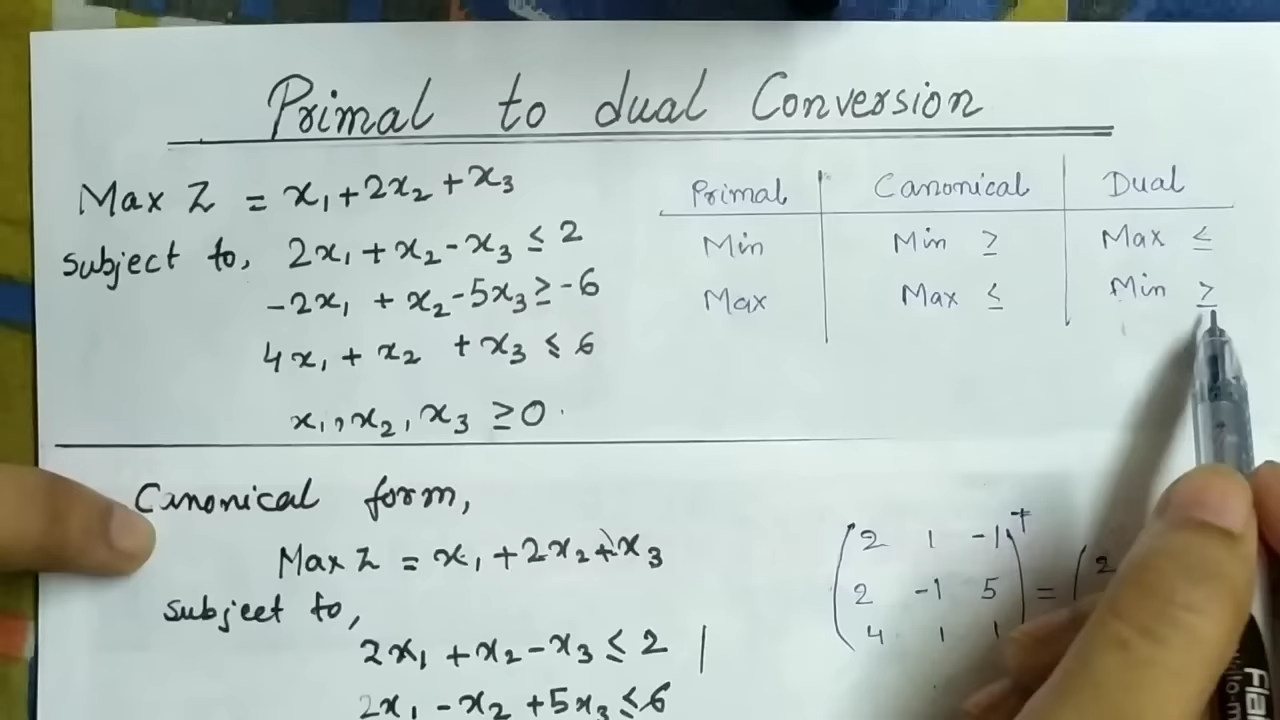 Primal to dual Conversion
Max Z = x₁ + 2x₂ + x₃
subject to, 2x₁ + x₂ - x₃ ≤ 2
-2x₁ + x₂ - 5x₃ ≥ -6
4x₁ + x₂ + x₃ ≤ 6
x₁, x₂, x₃ ≥ 0.
Primal Canonical Dual
Min Min ≥ Max ≤
Max Max ≤ Min ≥
Canonical form,
Max Z = x₁ + 2x₂ + x₃
subject to,
2x₁ + x₂ - x₃ ≤ 2
2x₁ - x₂ + 5x₃ ≤ 6
2 1 -1 T
2 -1 5 = ( 2
4 1 1